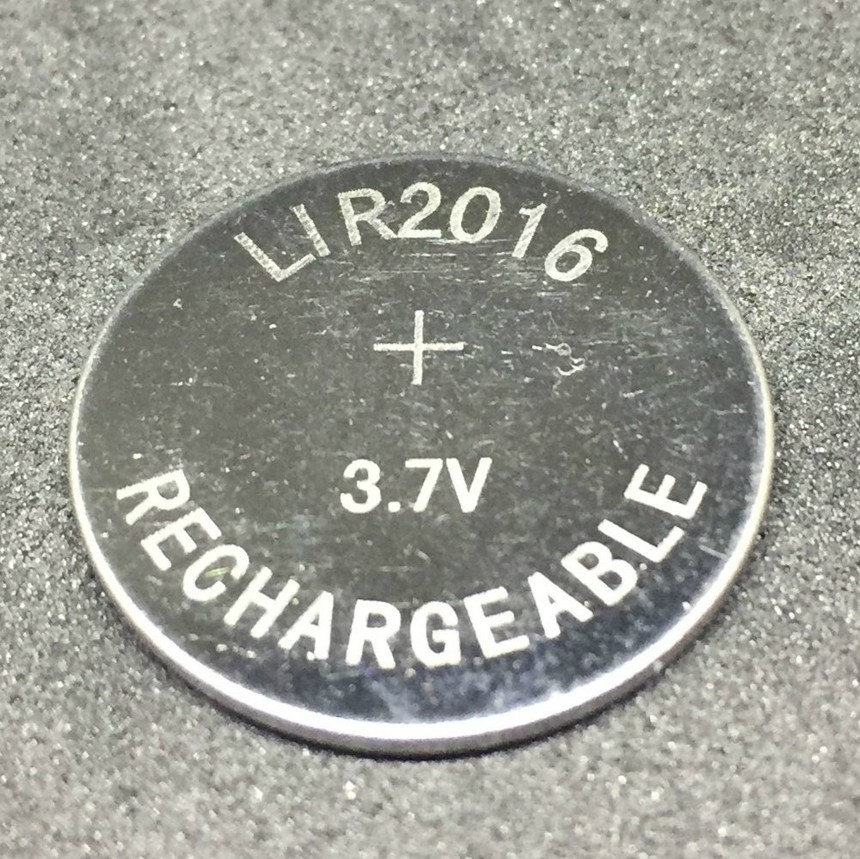 LIR2016
+
3.7V
RECHARGEABLE